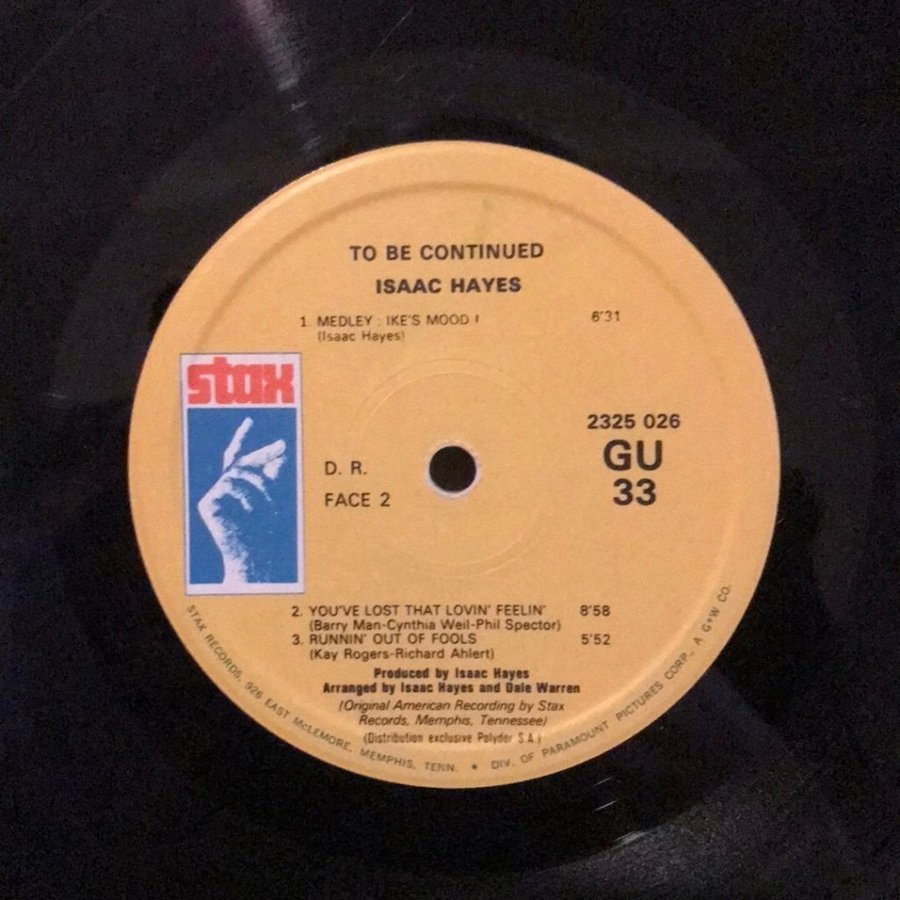 TO BE CONTINUED
ISAAC HAYES
1. MEDLEY : IKE'S MOOD I 6'31
(Isaac Hayes)
stax
2325 026
GU
33
D. R.
FACE 2
2. YOU'VE LOST THAT LOVIN' FEELIN' 8'58
(Barry Man-Cynthia Weil-Phil Spector)
3. RUNNIN' OUT OF FOOLS 5'52
(Kay Rogers-Richard Ahlert)
Produced by Isaac Hayes
Arranged by Isaac Hayes and Dale Warren
(Original American Recording by Stax
Records, Memphis, Tennessee)
(Distribution exclusive Polydor S.A.)
STAX RECORDS, 926 EAST McLEMORE, MEMPHIS, TENN. • DIV. OF PARAMOUNT PICTURES CORP., A G+W CO.